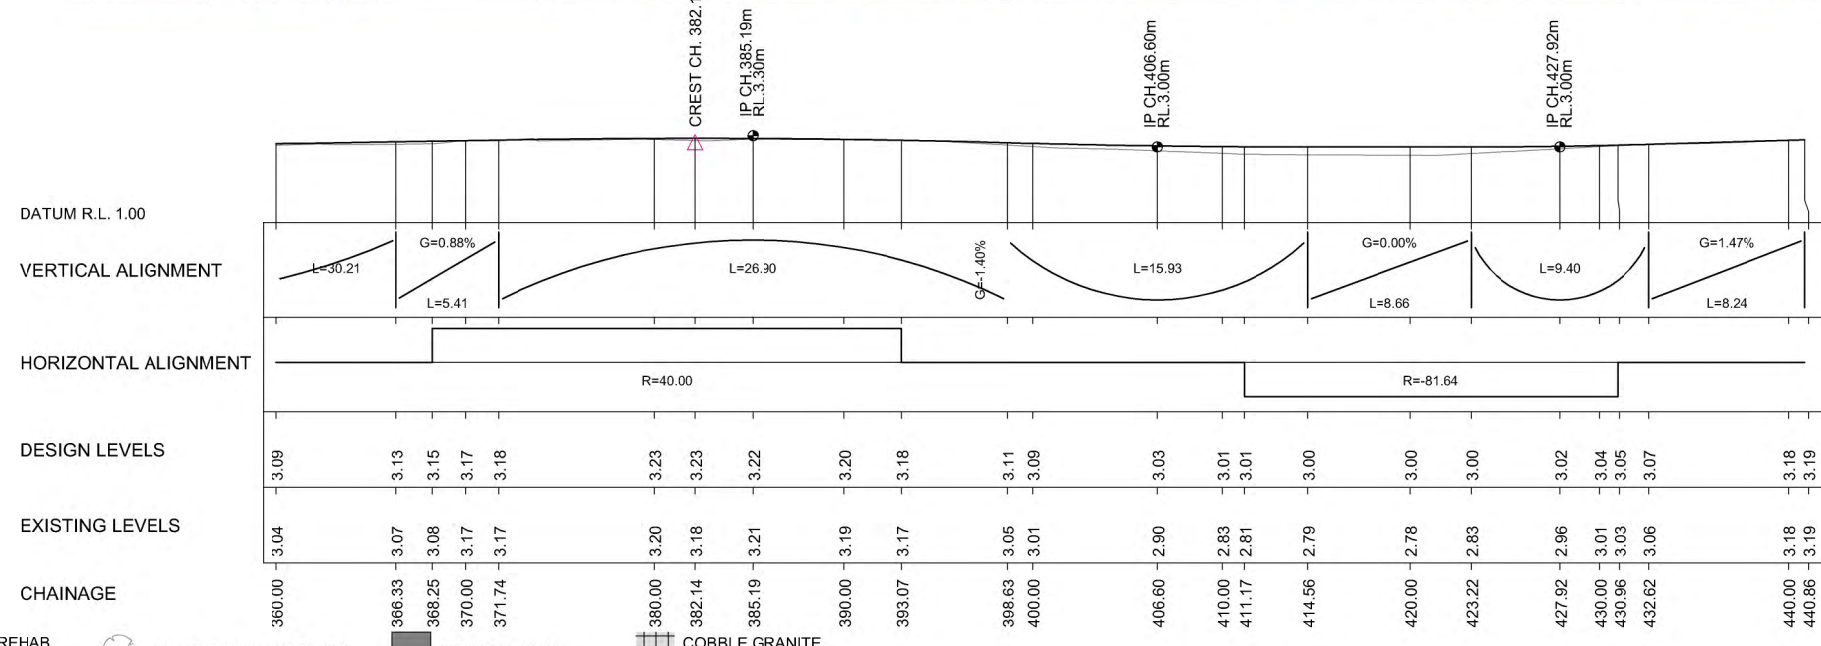 CREST CH. 382.1
IP CH.385.19m
RL.3.30m
IP CH.406.60m
RL.3.00m
IP CH.427.92m
RL.3.00m
DATUM R.L. 1.00
VERTICAL ALIGNMENT
L=30.21
G=0.88%
L=5.41
L=26.90
G=-1.40%
L=15.93
G=0.00%
L=8.66
L=9.40
G=1.47%
L=8.24
HORIZONTAL ALIGNMENT
R=40.00
R=-81.64
DESIGN LEVELS
3.09 3.13 3.15 3.17 3.18 3.23 3.23 3.22 3.20 3.18 3.11 3.09 3.03 3.01 3.01 3.00 3.00 3.00 3.02 3.04 3.05 3.07 3.18 3.19
EXISTING LEVELS
3.04 3.07 3.08 3.17 3.17 3.20 3.18 3.21 3.19 3.17 3.05 3.01 2.90 2.83 2.81 2.79 2.78 2.83 2.96 3.01 3.03 3.06 3.18 3.19
CHAINAGE
360.00 366.33 368.25 370.00 371.74 380.00 382.14 385.19 390.00 393.07 398.63 400.00 406.60 410.00 411.17 414.56 420.00 423.22 427.92 430.00 430.96 432.62 440.00 440.86
REHAB
COBBLE GRANITE